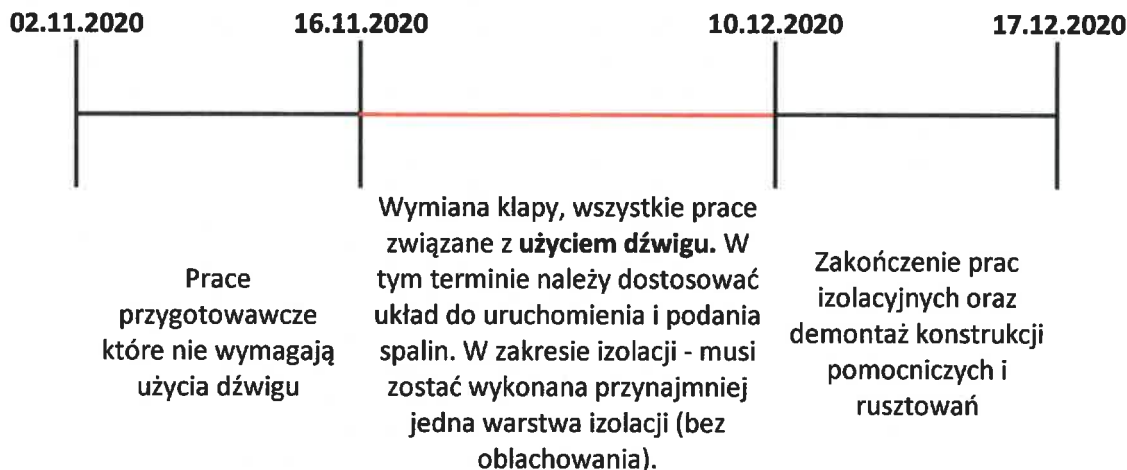 02.11.2020 16.11.2020 10.12.2020 17.12.2020
Prace
przygotowawcze
które nie wymagają
użycia dźwigu
Wymiana klapy, wszystkie prace
związane z użyciem dźwigu. W
tym terminie należy dostosować
układ do uruchomienia i podania
spalin. W zakresie izolacji - musi
zostać wykonana przynajmniej
jedna warstwa izolacji (bez
oblachowania).
Zakończenie prac
izolacyjnych oraz
demontaż konstrukcji
pomocniczych i
rusztowań